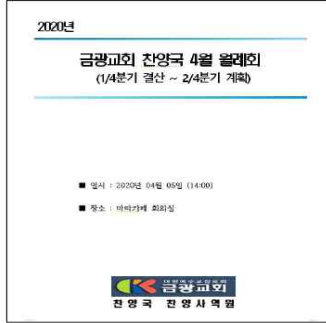 2020년
금광교회 찬양국 4월 월례회
(1/4분기 결산 ~ 2/4분기 계획)
■ 일시 : 2020년 04월 05일 (14:00)
■ 장소 : 회의실
금광교회
찬양국 찬양사역원